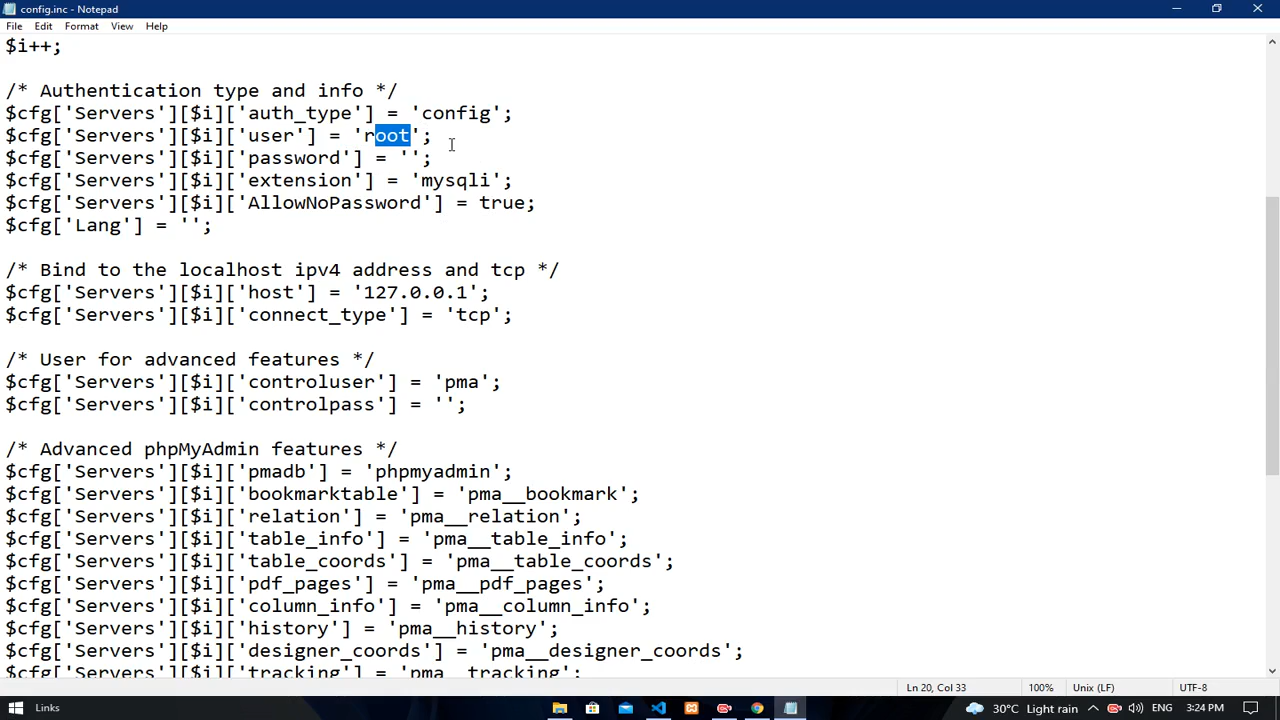 config.inc - Notepad
File Edit Format View Help
$i++;
/* Authentication type and info */
$cfg['Servers'][$i]['auth_type'] = 'config';
$cfg['Servers'][$i]['user'] = 'root';
$cfg['Servers'][$i]['password'] = '';
$cfg['Servers'][$i]['extension'] = 'mysqli';
$cfg['Servers'][$i]['AllowNoPassword'] = true;
$cfg['Lang'] = '';
/* Bind to the localhost ipv4 address and tcp */
$cfg['Servers'][$i]['host'] = '127.0.0.1';
$cfg['Servers'][$i]['connect_type'] = 'tcp';
/* User for advanced features */
$cfg['Servers'][$i]['controluser'] = 'pma';
$cfg['Servers'][$i]['controlpass'] = '';
/* Advanced phpMyAdmin features */
$cfg['Servers'][$i]['pmadb'] = 'phpmyadmin';
$cfg['Servers'][$i]['bookmarktable'] = 'pma__bookmark';
$cfg['Servers'][$i]['relation'] = 'pma__relation';
$cfg['Servers'][$i]['table_info'] = 'pma__table_info';
$cfg['Servers'][$i]['table_coords'] = 'pma__table_coords';
$cfg['Servers'][$i]['pdf_pages'] = 'pma__pdf_pages';
$cfg['Servers'][$i]['column_info'] = 'pma__column_info';
$cfg['Servers'][$i]['history'] = 'pma__history';
$cfg['Servers'][$i]['designer_coords'] = 'pma__designer_coords';
$cfg['Servers'][$i]['tracking'] = 'pma__tracking';
Ln 20, Col 33 100% Unix (LF) UTF-8
Links 30°C Light rain ENG 3:24 PM